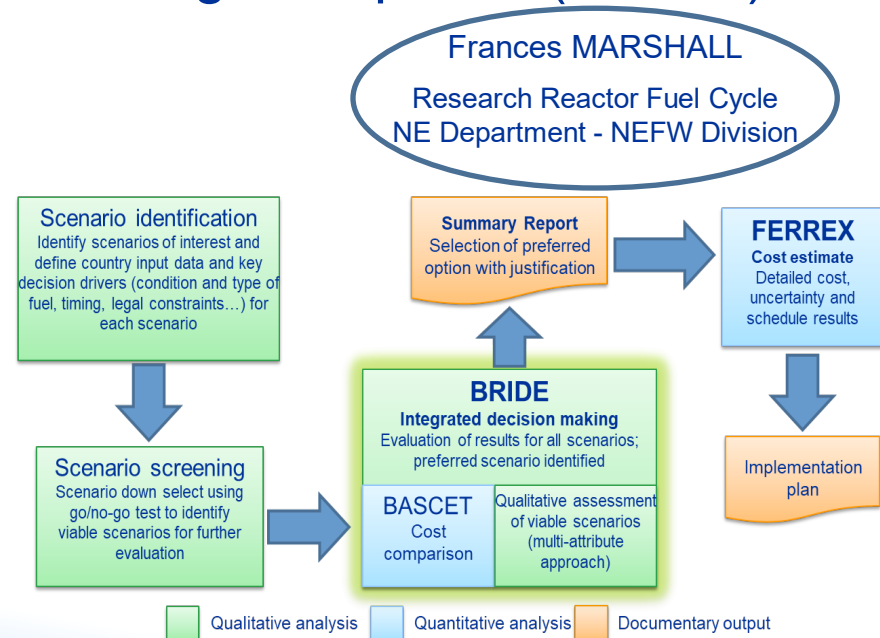 Frances MARSHALL
Research Reactor Fuel Cycle
NE Department - NEFW Division
Scenario identification
Identify scenarios of interest and
define country input data and key
decision drivers (condition and type of
fuel, timing, legal constraints...) for
each scenario
Summary Report
Selection of preferred
option with justification
FERREX
Cost estimate
Detailed cost,
uncertainty and
schedule results
BRIDE
Integrated decision making
Evaluation of results for all scenarios;
preferred scenario identified
Scenario screening
Scenario down select using
go/no-go test to identify
viable scenarios for further
evaluation
BASCET
Cost
comparison
Qualitative assessment
of viable scenarios
(multi-attribute
approach)
Implementation
plan
Qualitative analysis
Quantitative analysis
Documentary output